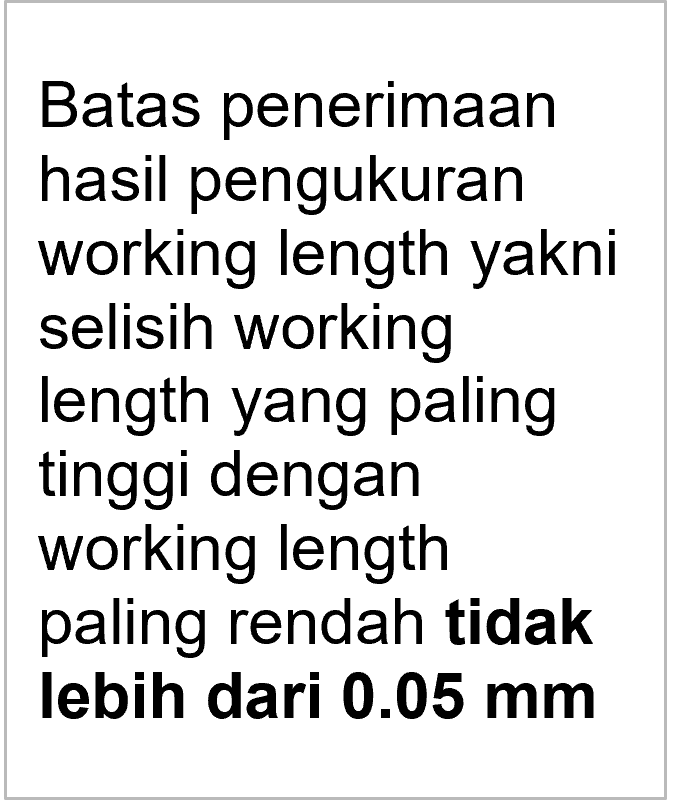 Batas penerimaan
hasil pengukuran
working length yakni
selisih working
length yang paling
tinggi dengan
working length
paling rendah tidak
lebih dari 0.05 mm